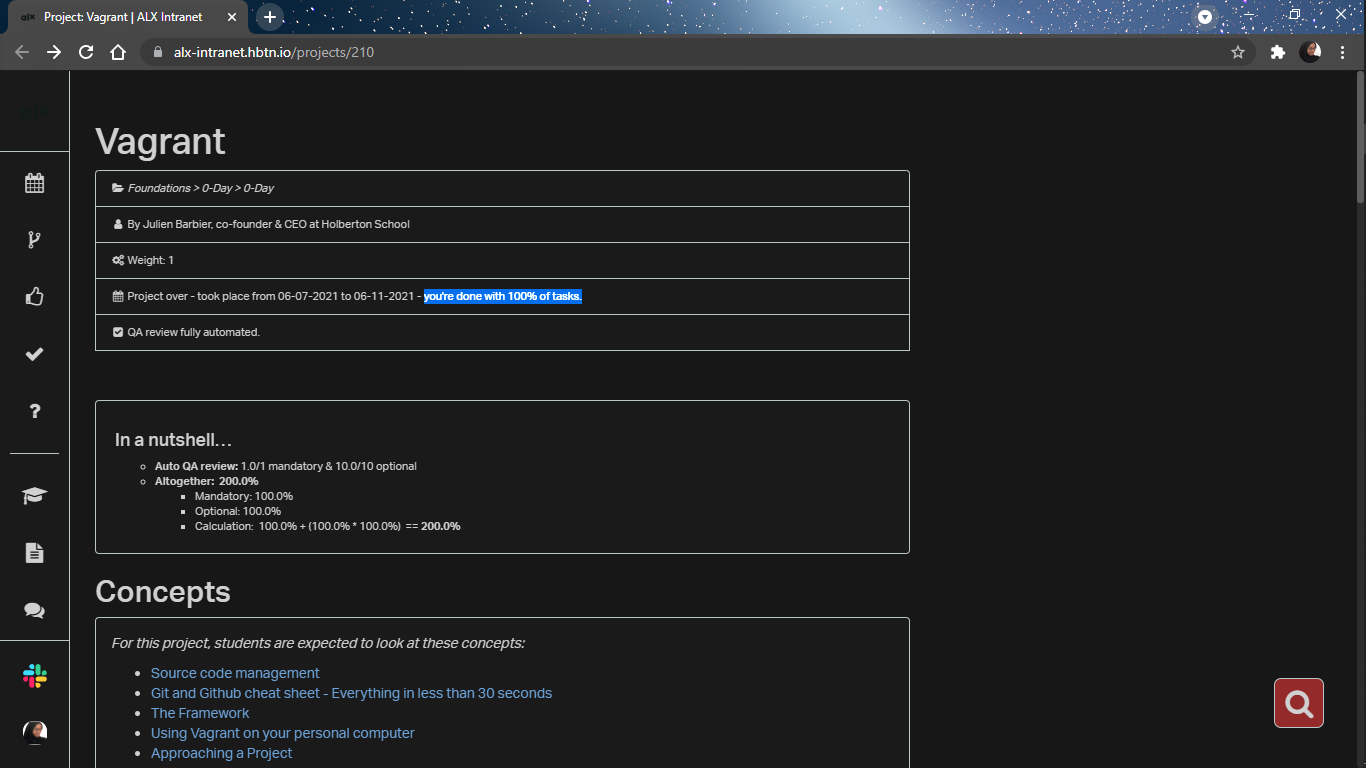 alx Project: Vagrant | ALX Intranet
alx-intranet.hbtn.io/projects/210
alx
Vagrant
Foundations > 0-Day > 0-Day
By Julien Barbier, co-founder & CEO at Holberton School
Weight: 1
Project over - took place from 06-07-2021 to 06-11-2021 - you're done with 100% of tasks.
QA review fully automated.
In a nutshell…
Auto QA review: 1.0/1 mandatory & 10.0/10 optional
Altogether: 200.0%
Mandatory: 100.0%
Optional: 100.0%
Calculation: 100.0% + (100.0% * 100.0%) == 200.0%
Concepts
For this project, students are expected to look at these concepts:
Source code management
Git and Github cheat sheet - Everything in less than 30 seconds
The Framework
Using Vagrant on your personal computer
Approaching a Project